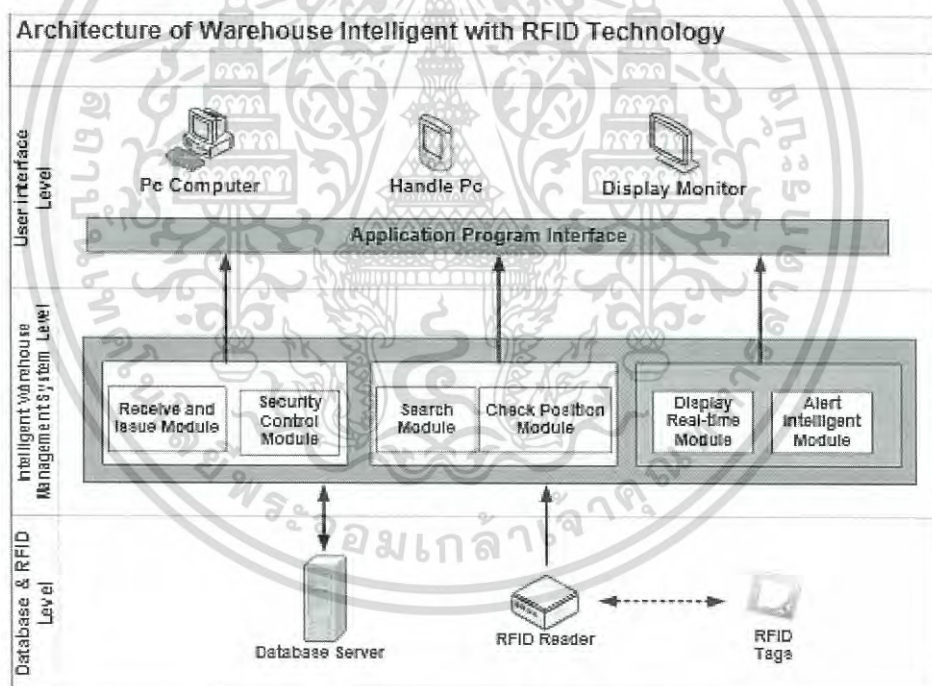 Architecture of Warehouse Intelligent with RFID Technology
User Interface
Level
Pc Computer
Handle Pc
Display Monitor
Application Program Interface
Intelligent Warehouse
Management System Level
Receive and
Issue Module
Security
Control
Module
Search
Module
Check Position
Module
Display
Real-time
Module
Alert
Intelligent
Module
Database & RFID
Level
Database Server
RFID Reader
RFID
Tags